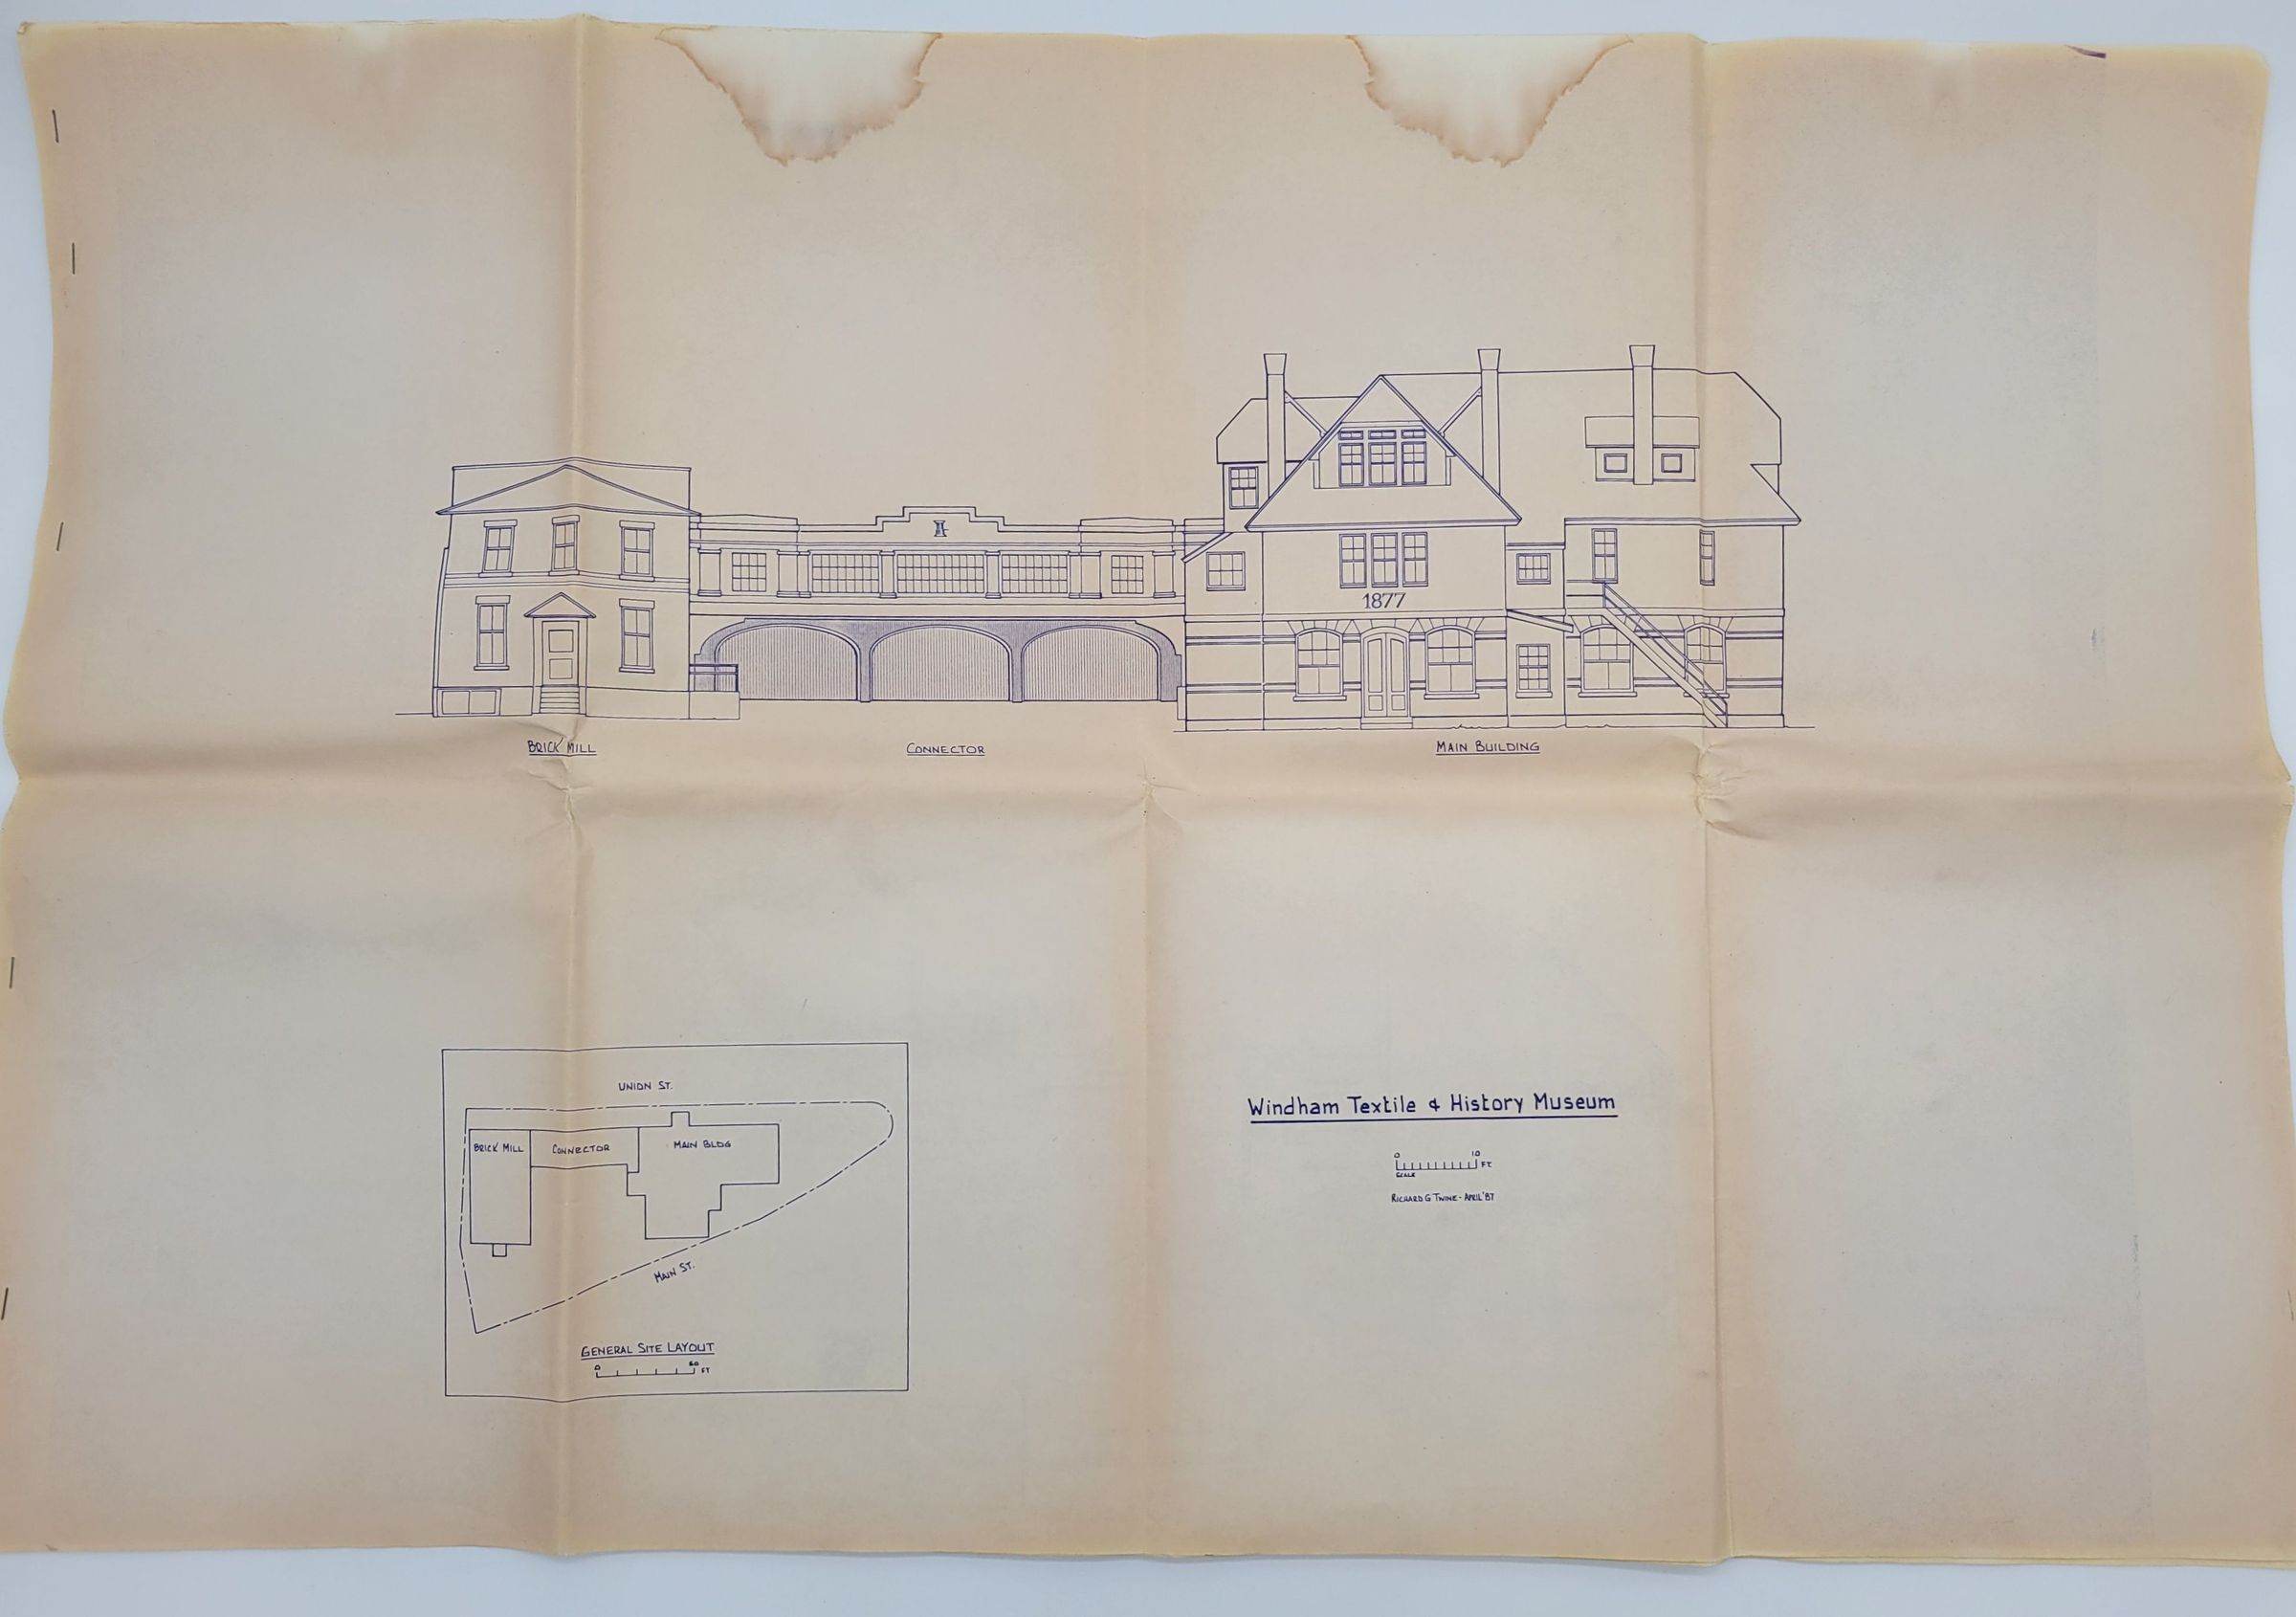 1877
BRICK MILL
CONNECTOR
MAIN BUILDING
UNION ST.
BRICK MILL
CONNECTOR
MAIN BLDG
MAIN ST.
GENERAL SITE LAYOUT
0 60 FT
Windham Textile & History Museum
0 10 FT
SCALE
RICHARD G TWINE - APRIL '87